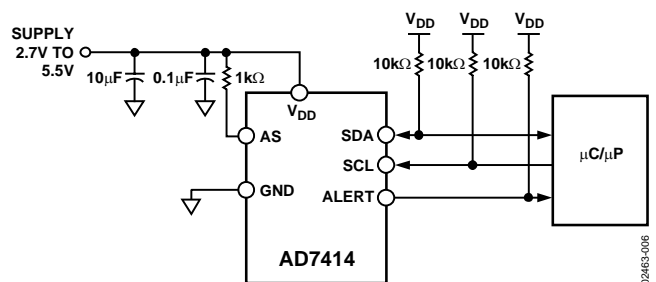 SUPPLY
2.7V TO
5.5V
10μF
0.1μF
1kΩ
VDD
VDD
VDD
10kΩ
10kΩ
10kΩ
VDD
AS
SDA
SCL
GND
ALERT
μC/μP
AD7414
02463-006